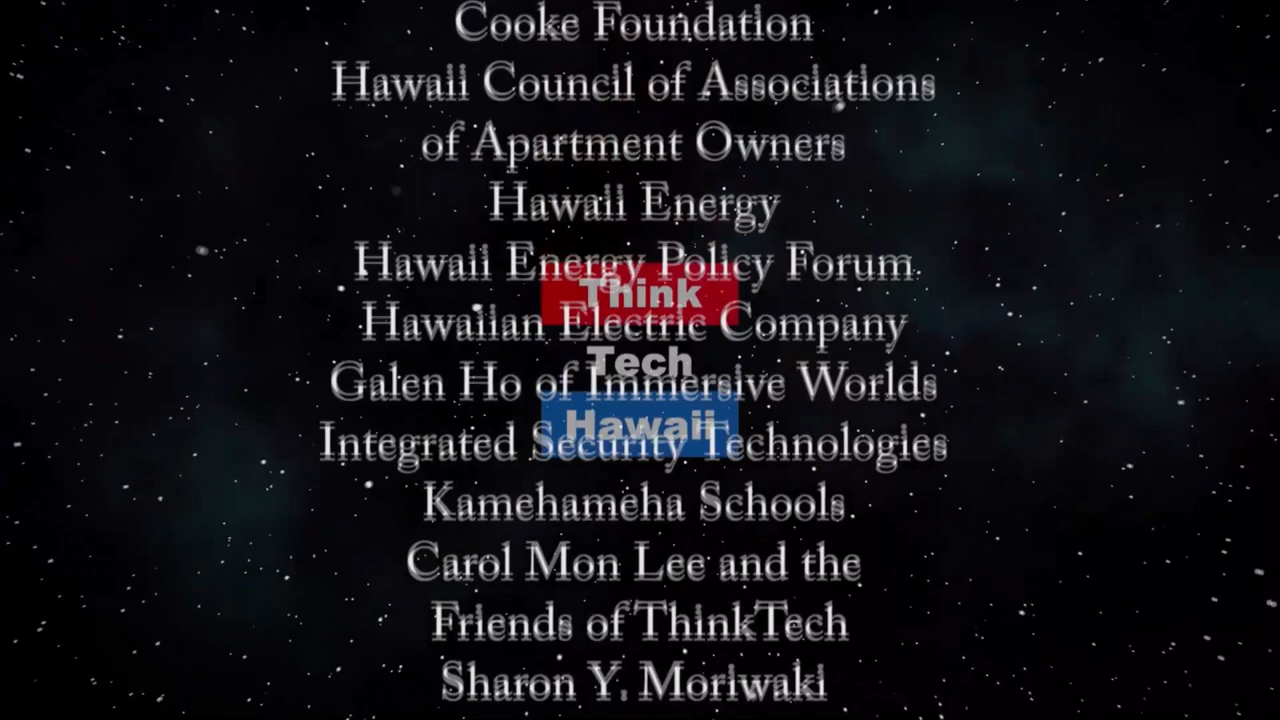 Cooke Foundation
Hawaii Council of Associations
of Apartment Owners
Hawaii Energy
Hawaii Energy Policy Forum
Think
Hawaiian Electric Company
Tech
Galen Ho of Immersive Worlds
Hawaii
Integrated Security Technologies
Kamehameha Schools
Carol Mon Lee and the
Friends of ThinkTech
Sharon Y. Moriwaki